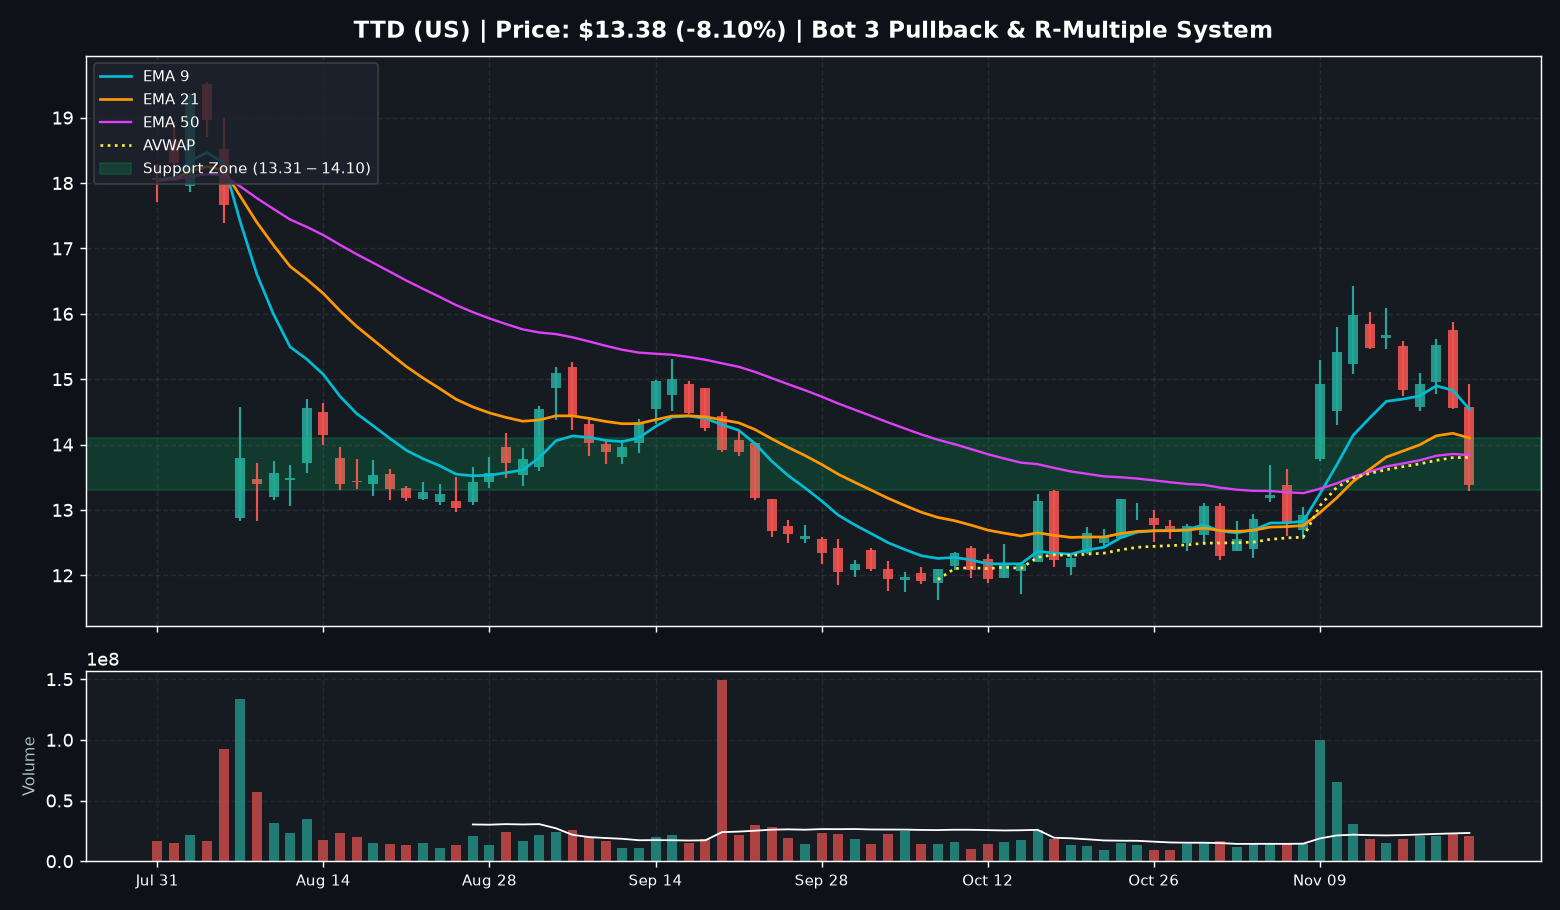 TTD (US) | Price: $13.38 (-8.10%) | Bot 3 Pullback & R-Multiple System
EMA 9
EMA 21
EMA 50
AVWAP
Support Zone (13.31 − 14.10)
19
18
17
16
15
14
13
12
1e8
1.5
1.0
0.5
0.0
Volume
Jul 31
Aug 14
Aug 28
Sep 14
Sep 28
Oct 12
Oct 26
Nov 09